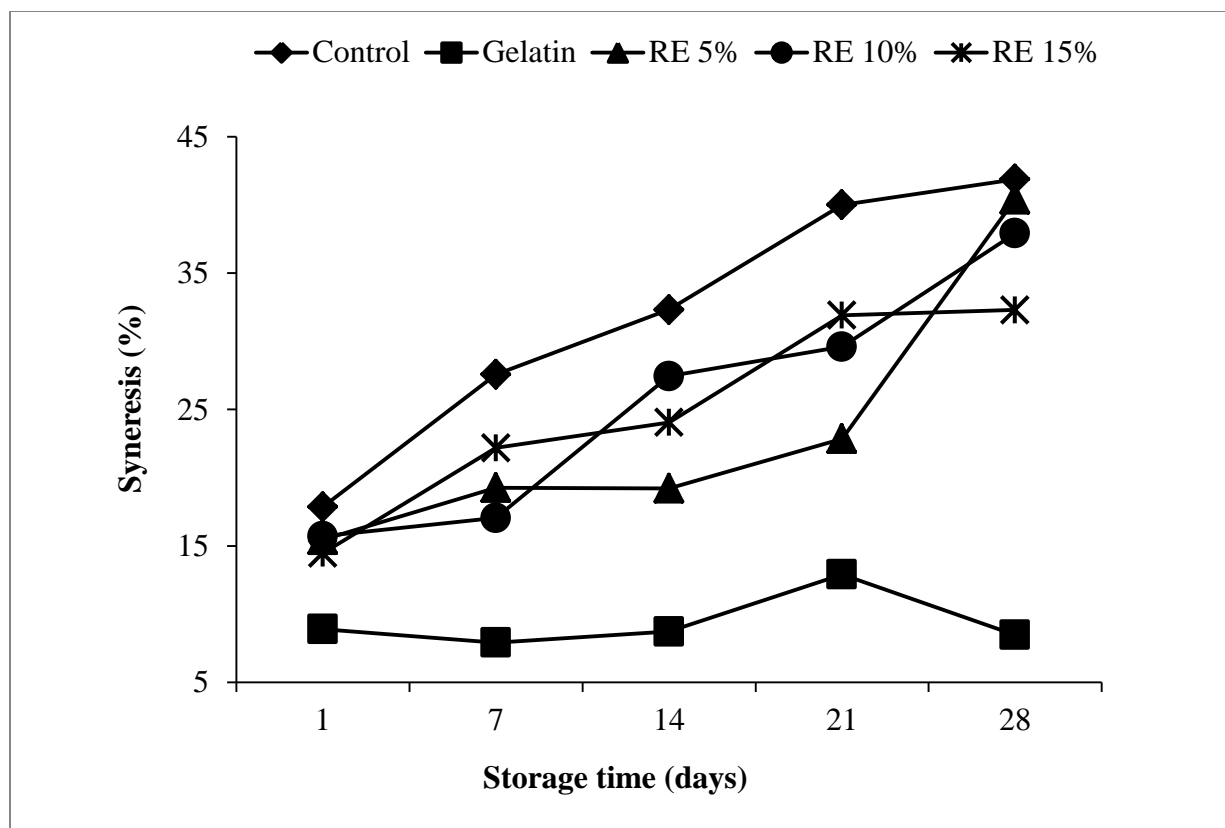 Control Gelatin RE 5% RE 10% RE 15%
45
35
25
15
5
Syneresis (%)
1 7 14 21 28
Storage time (days)